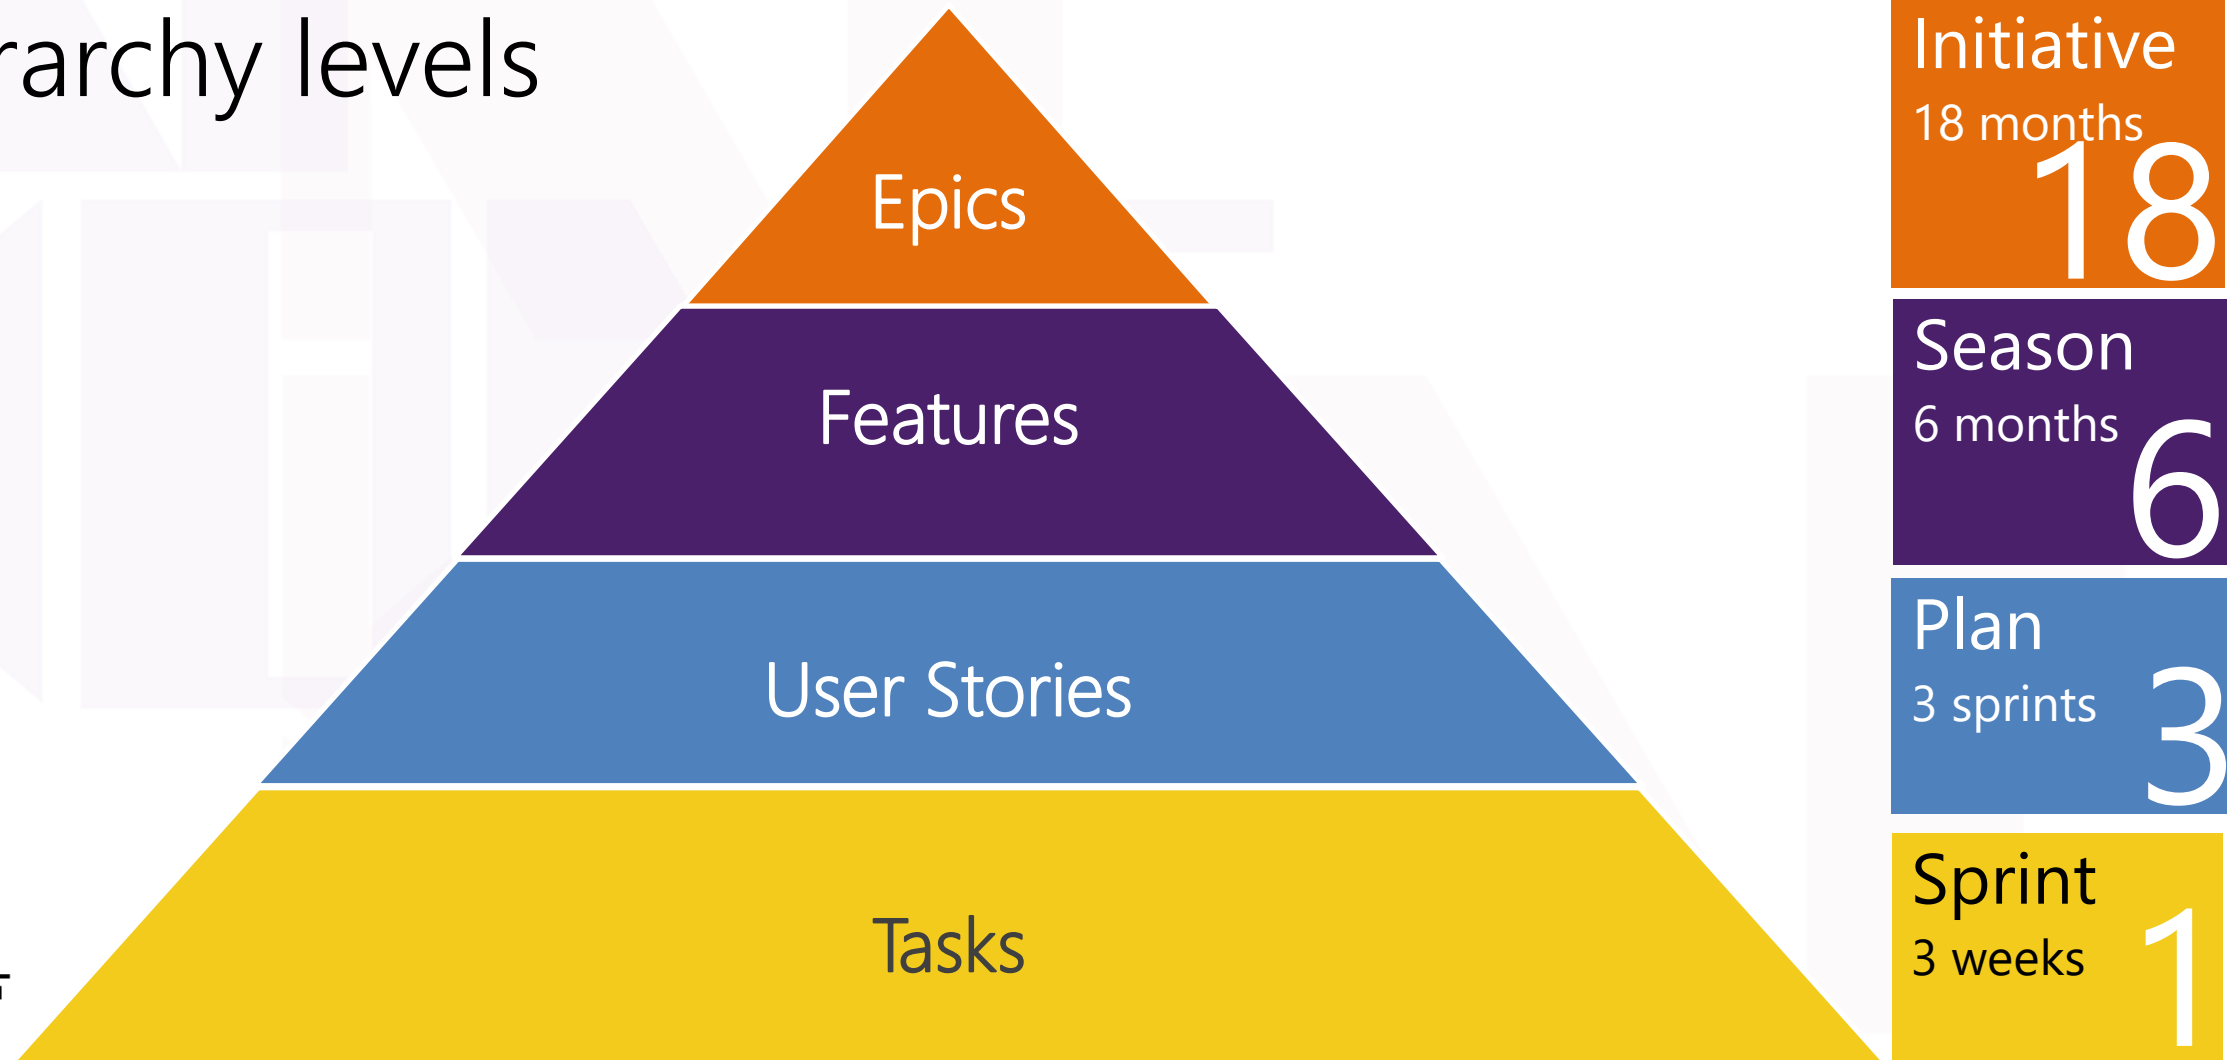 rarchy levels
Epics
Features
User Stories
Tasks
Initiative
18 months
18
Season
6 months
6
Plan
3 sprints
3
Sprint
3 weeks
1